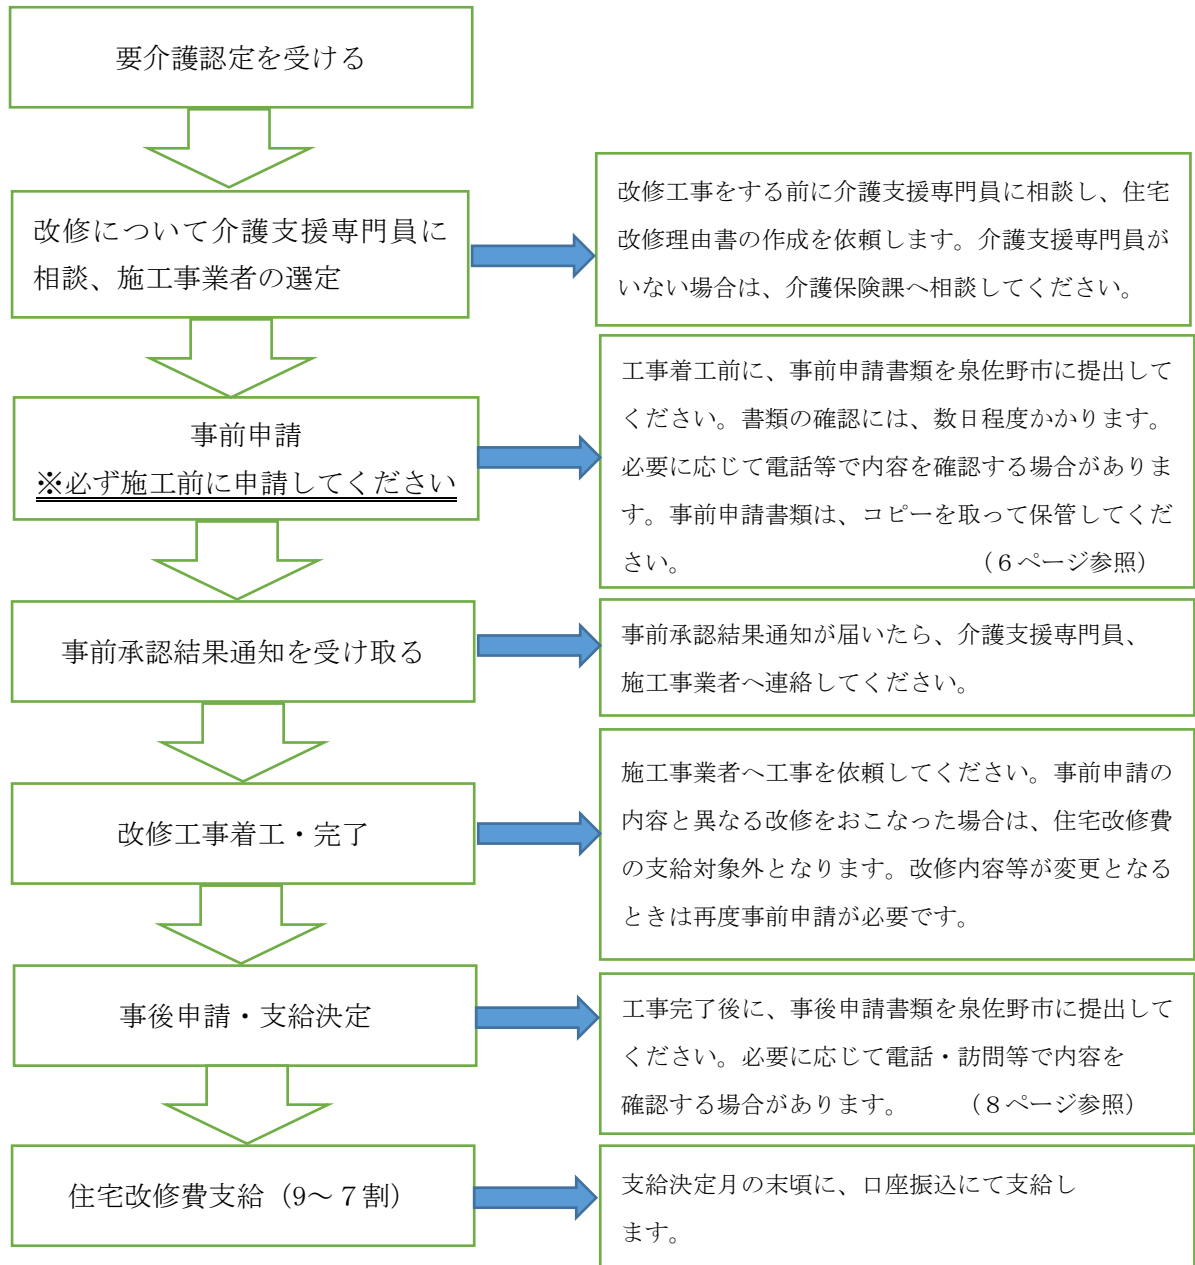 要介護認定を受ける
改修について介護支援専門員に
相談、施工事業者の選定
改修工事をする前に介護支援専門員に相談し、住宅
改修理由書の作成を依頼します。介護支援専門員が
いない場合は、介護保険課へ相談してください。
事前申請
※必ず施工前に申請してください
工事着工前に、事前申請書類を泉佐野市に提出して
ください。書類の確認には、数日程度かかります。
必要に応じて電話等で内容を確認する場合がありま
す。事前申請書類は、コピーを取って保管してくだ
さい。 （６ページ参照）
事前承認結果通知を受け取る
事前承認結果通知が届いたら、介護支援専門員、
施工事業者へ連絡してください。
改修工事着工・完了
施工事業者へ工事を依頼してください。事前申請の
内容と異なる改修をおこなった場合は、住宅改修費
の支給対象外となります。改修内容等が変更となる
ときは再度事前申請が必要です。
事後申請・支給決定
工事完了後に、事後申請書類を泉佐野市に提出して
ください。必要に応じて電話・訪問等で内容を
確認する場合があります。 （８ページ参照）
住宅改修費支給（9～７割）
支給決定月の末頃に、口座振込にて支給し
ます。